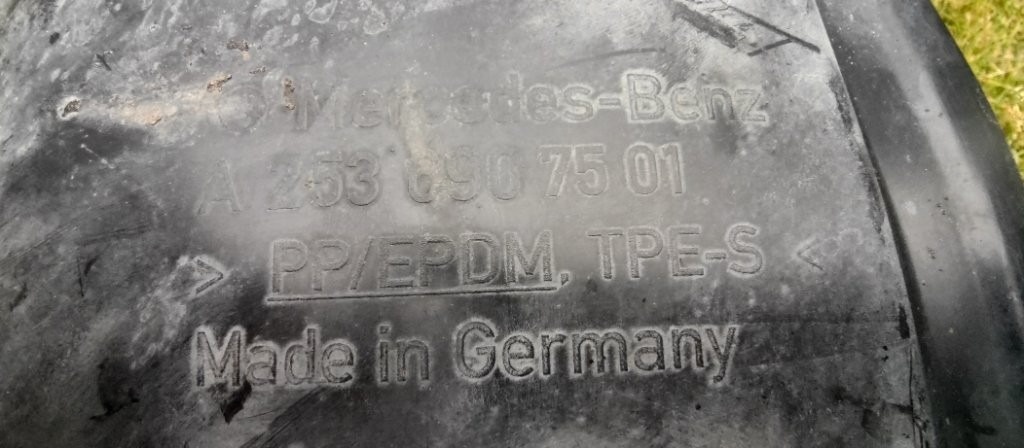 Mercedes-Benz
A 253 690 75 01
> PP/EPDM, TPE-S <
Made in Germany